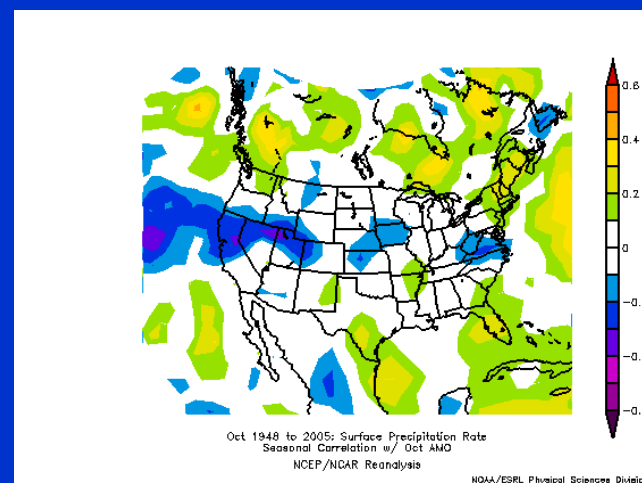 0.6
0.4
0.2
0
Oct 1948 to 2005: Surface Precipitation Rate
Seasonal Correlation w/ Oct AMO
NCEP/NCAR Reanalysis
NOAA/ESRL Physical Sciences